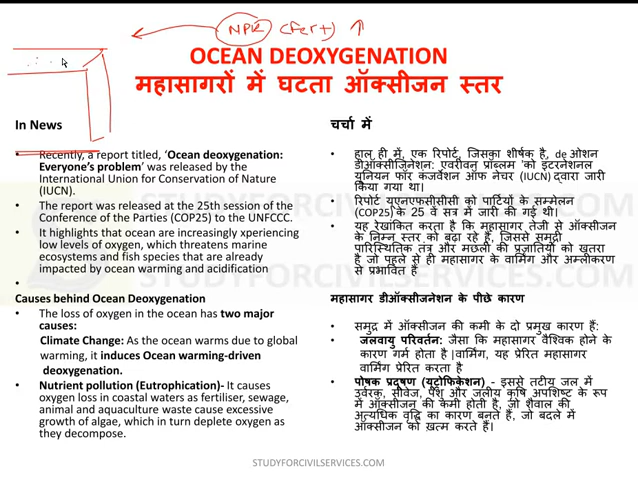 NPK (Fert)
OCEAN DEOXYGENATION
महासागरों में घटता ऑक्सीजन स्तर
In News
• Recently, a report titled, ‘Ocean deoxygenation:
Everyone’s problem’ was released by the
International Union for Conservation of Nature
(IUCN).
• The report was released at the 25th session of the
Conference of the Parties (COP25) to the UNFCCC.
• It highlights that ocean are increasingly xperiencing
low levels of oxygen, which threatens marine
ecosystems and fish species that are already
impacted by ocean warming and acidification
•
Causes behind Ocean Deoxygenation
• The loss of oxygen in the ocean has two major
causes:
Climate Change: As the ocean warms due to global
warming, it induces Ocean warming-driven
deoxygenation.
• Nutrient pollution (Eutrophication)- It causes
oxygen loss in coastal waters as fertiliser, sewage,
animal and aquaculture waste cause excessive
growth of algae, which in turn deplete oxygen as
they decompose.
चर्चा में
• हाल ही में, एक रिपोर्ट, जिसका शीर्षक है, de ओशन
डीऑक्सीजिनेशन: एवरीवन प्रॉब्लम 'को इंटरनेशनल
यूनियन फॉर कंजर्वेशन ऑफ नेचर (IUCN) द्वारा जारी
किया गया था।
• रिपोर्ट यूएनएफसीसीसी को पार्टियों के सम्मेलन
(COP25) के 25 वें सत्र में जारी की गई थी।
• यह रेखांकित करता है कि महासागर तेजी से ऑक्सीजन
के निम्न स्तर को बढ़ा रहे हैं, जिससे समुद्री
पारिस्थितिक तंत्र और मछली की प्रजातियों को खतरा
है जो पहले से ही महासागर के वार्मिंग और अम्लीकरण
से प्रभावित हैं
महासागर डीऑक्सीजनेशन के पीछे कारण
• समुद्र में ऑक्सीजन की कमी के दो प्रमुख कारण हैं:
• जलवायु परिवर्तन: जैसा कि महासागर वैश्विक होने के
कारण गर्म होता है।वार्मिंग, यह प्रेरित महासागर
वार्मिंग प्रेरित करता है
• पोषक प्रदूषण (यूट्रोफिकेशन) - इससे तटीय जल में
उर्वरक, सीवेज, पशु और जलीय कृषि अपशिष्ट के रूप
में ऑक्सीजन की कमी होती है, जो शैवाल की
अत्यधिक वृद्धि का कारण बनते हैं, जो बदले में
ऑक्सीजन को ख़त्म करते हैं।
STUDYFORCIVILSERVICES.COM